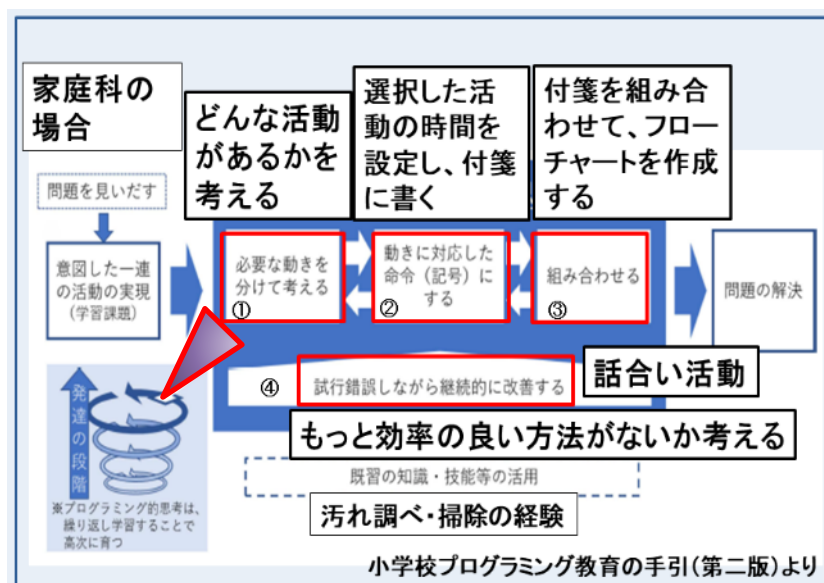 家庭科の
場合
どんな活動
があるかを
考える
選択した活
動の時間を
設定し、付箋
に書く
付箋を組み合
わせて、フロー
チャートを作成
する
問題を見いだす
意図した一連
の活動の実現
(学習課題)
必要な動きを
分けて考える
①
動きに対応した
命令（記号）に
する
②
組み合わせる
③
問題の解決
④
試行錯誤しながら継続的に改善する
話合い活動
もっと効率の良い方法がないか考える
発達の段階
※プログラミング的思考は、
繰り返し学習することで
高次に育つ
既習の知識・技能等の活用
汚れ調べ・掃除の経験
小学校プログラミング教育の手引(第二版)より